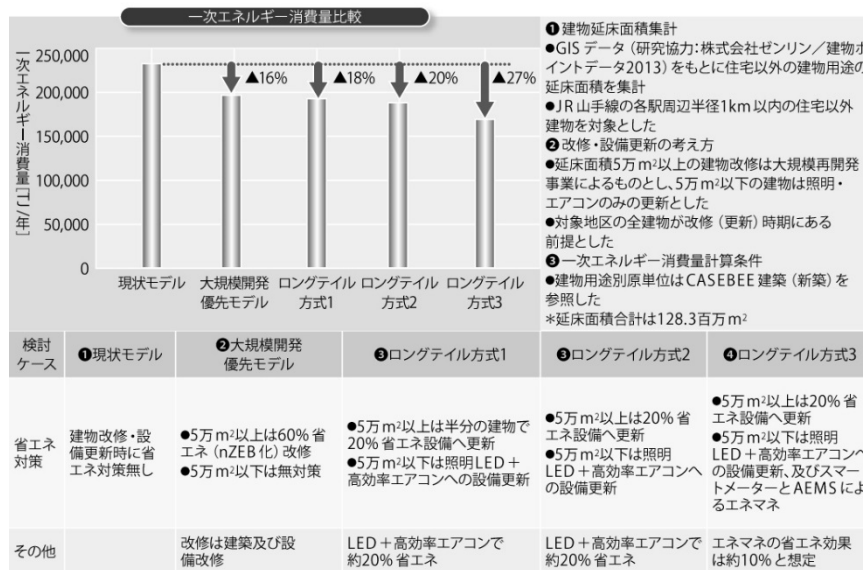 一次エネルギー消費量比較
一次エネルギー消費量[TJ/年]
250,000
200,000
150,000
100,000
50,000
0
▲16%
▲18%
▲20%
▲27%
現状モデル
大規模開発
優先モデル
ロングテイル
方式1
ロングテイル
方式2
ロングテイル
方式3
❶建物延床面積集計
●GISデータ(研究協力:株式会社ゼンリン/建物ポ
イントデータ2013)をもとに住宅以外の建物用途の
延床面積を集計
●JR山手線の各駅周辺半径1km以内の住宅以外
建物を対象とした
❷改修・設備更新の考え方
●延床面積5万m²以上の建物改修は大規模再開発
事業によるものとし、5万m²以下の建物は照明・
エアコンのみの更新とした
●対象地区の全建物が改修(更新)時期にある
前提とした
❸一次エネルギー消費量計算条件
●建物用途別原単位はCASEBEE建築(新築)を
参照した
*延床面積合計は128.3百万m²
検討
ケース
❶現状モデル
❷大規模開発
優先モデル
❸ロングテイル方式1
❸ロングテイル方式2
❹ロングテイル方式3
省エネ
対策
建物改修・設
備更新時に省
エネ対策無し
●5万m²以上は60%省
エネ(nZEB化)改修
●5万m²以下は無対策
●5万m²以上は半分の建物で
20%省エネ設備へ更新
●5万m²以下は照明LED+
高効率エアコンへの設備更新
●5万m²以上は20%省
エネ設備へ更新
●5万m²以下は照明
LED+高効率エアコンへ
の設備更新
●5万m²以上は20%省
エネ設備へ更新
●5万m²以下は照明
LED+高効率エアコンへ
の設備更新、及びスマー
トメーターとAEMSによ
るエネマネ
その他
改修は建築及び設
備改修
LED+高効率エアコンで
約20%省エネ
LED+高効率エアコンで
約20%省エネ
エネマネの省エネ効果
は約10%と想定